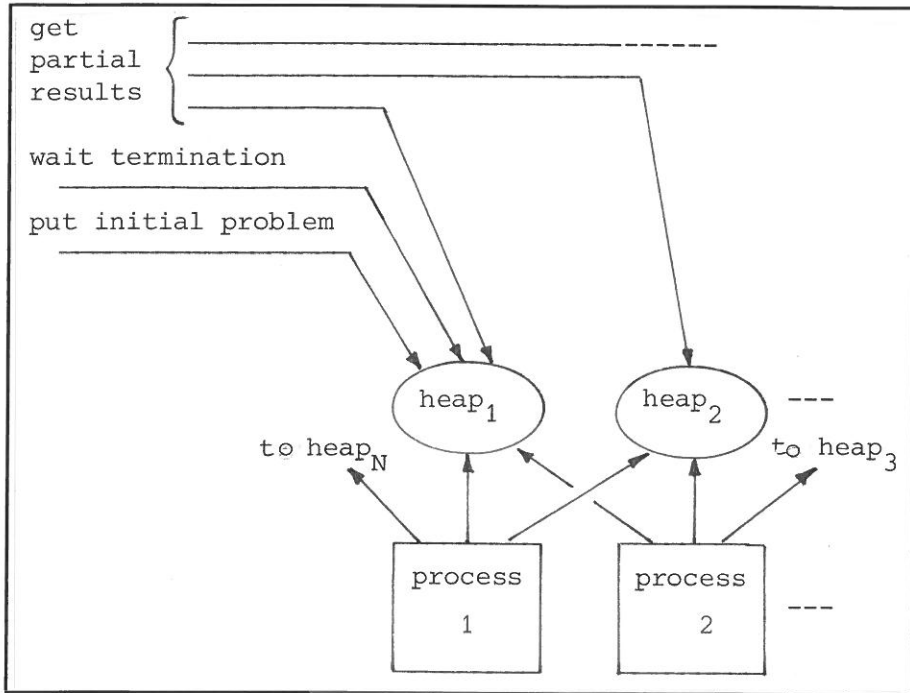 get
partial
results
wait termination
put initial problem
heap1
heap2
to heapN
to heap3
process
1
process
2